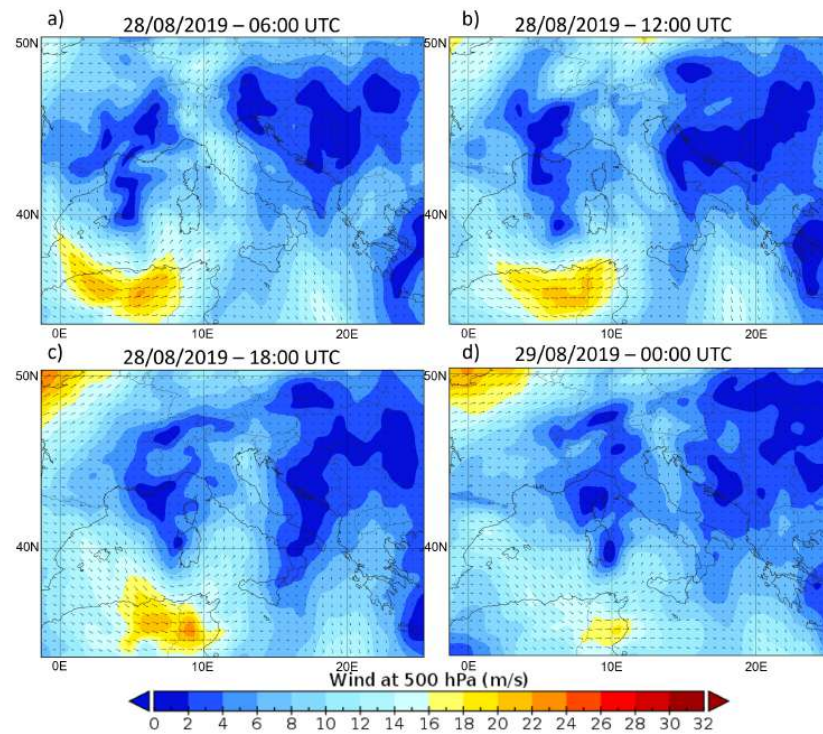 a) 28/08/2019 – 06:00 UTC
b) 28/08/2019 – 12:00 UTC
50N
40N
0E 10E 20E
50N
40N
0E 10E 20E
c) 28/08/2019 – 18:00 UTC
d) 29/08/2019 – 00:00 UTC
50N
40N
0E 10E 20E
50N
40N
0E 10E 20E
Wind at 500 hPa (m/s)
0 2 4 6 8 10 12 14 16 18 20 22 24 26 28 30 32